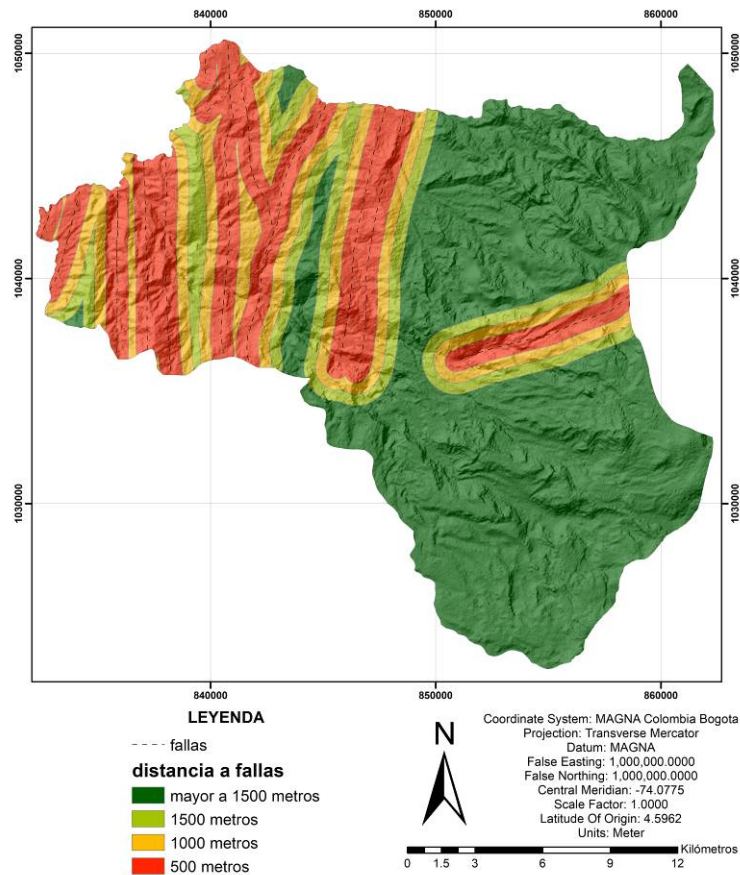 840000
850000
860000
1050000
1050000
1040000
1040000
1030000
1030000
840000
850000
860000
LEYENDA
fallas
distancia a fallas
mayor a 1500 metros
1500 metros
1000 metros
500 metros
N
Coordinate System: MAGNA Colombia Bogota
Projection: Transverse Mercator
Datum: MAGNA
False Easting: 1,000,000.0000
False Northing: 1,000,000.0000
Central Meridian: -74.0775
Scale Factor: 1.0000
Latitude Of Origin: 4.5962
Units: Meter
Kilómetros
0 1.5 3 6 9 12